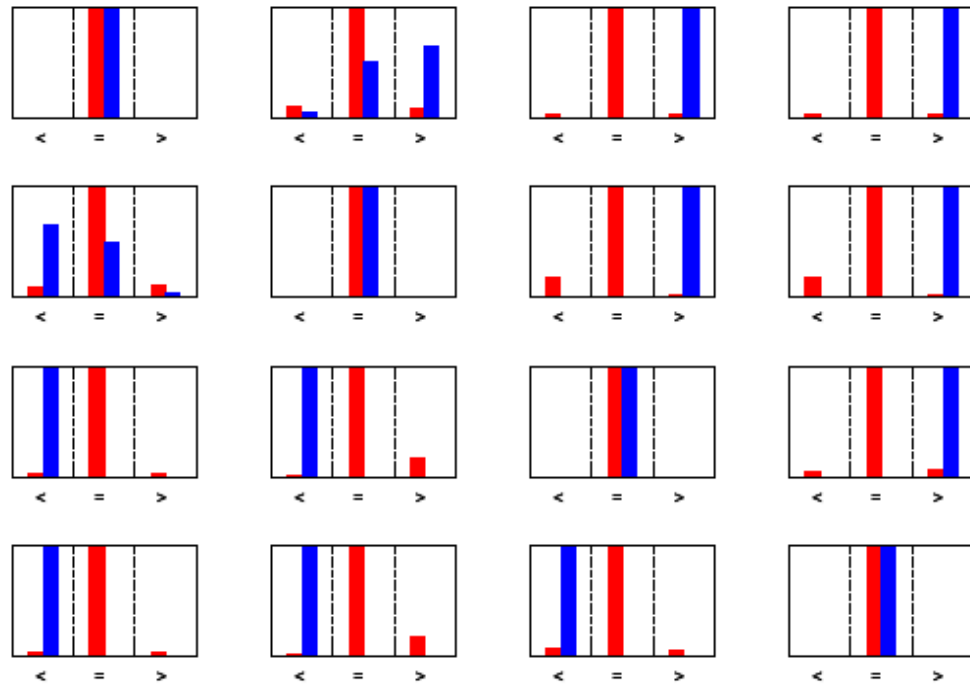 < = > < = > < = > < = >
< = > < = > < = > < = >
< = > < = > < = > < = >
< = > < = > < = > < = >